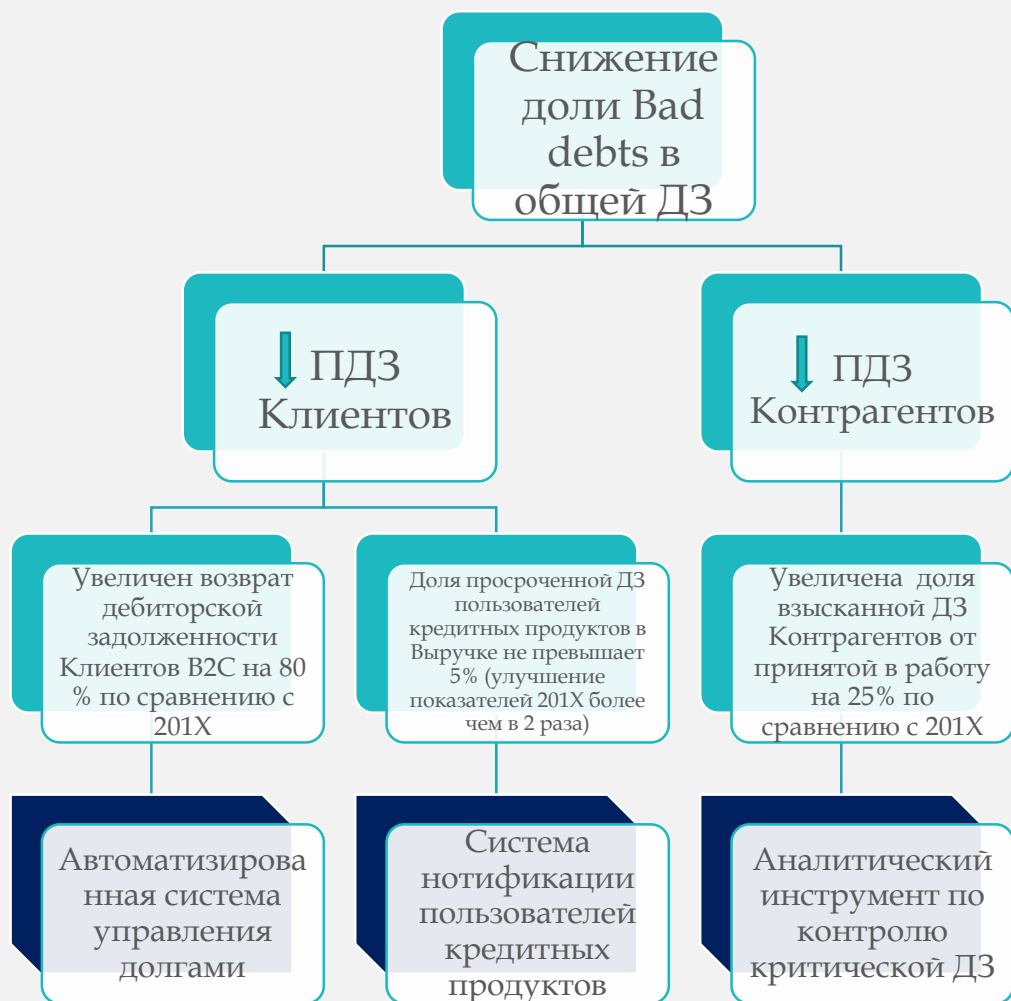 Снижение
доли Bad
debts в
общей ДЗ
ПДЗ
Клиентов
ПДЗ
Контрагентов
Увеличен возврат
дебиторской
задолженности
Клиентов B2C на 80
% по сравнению с
201X
Доля просроченной ДЗ
пользователей
кредитных продуктов в
Выручке не превышает
5% (улучшение
показателей 201X более
чем в 2 раза)
Увеличена доля
взысканной ДЗ
Контрагентов от
принятой в работу
на 25% по
сравнению с 201X
Автоматизирова
нная система
управления
долгами
Система
нотификации
пользователей
кредитных
продуктов
Аналитический
инструмент по
контролю
критической ДЗ